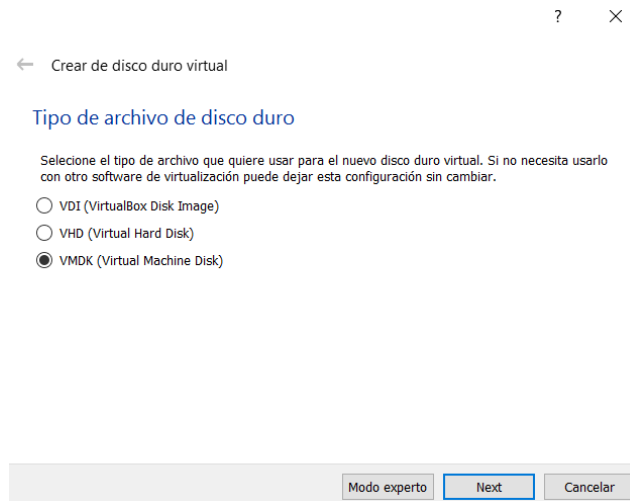 ?
Crear de disco duro virtual
Tipo de archivo de disco duro
Selecione el tipo de archivo que quiere usar para el nuevo disco duro virtual. Si no necesita usarlo
con otro software de virtualización puede dejar esta configuración sin cambiar.
VDI (VirtualBox Disk Image)
VHD (Virtual Hard Disk)
VMDK (Virtual Machine Disk)
Modo experto Next Cancelar